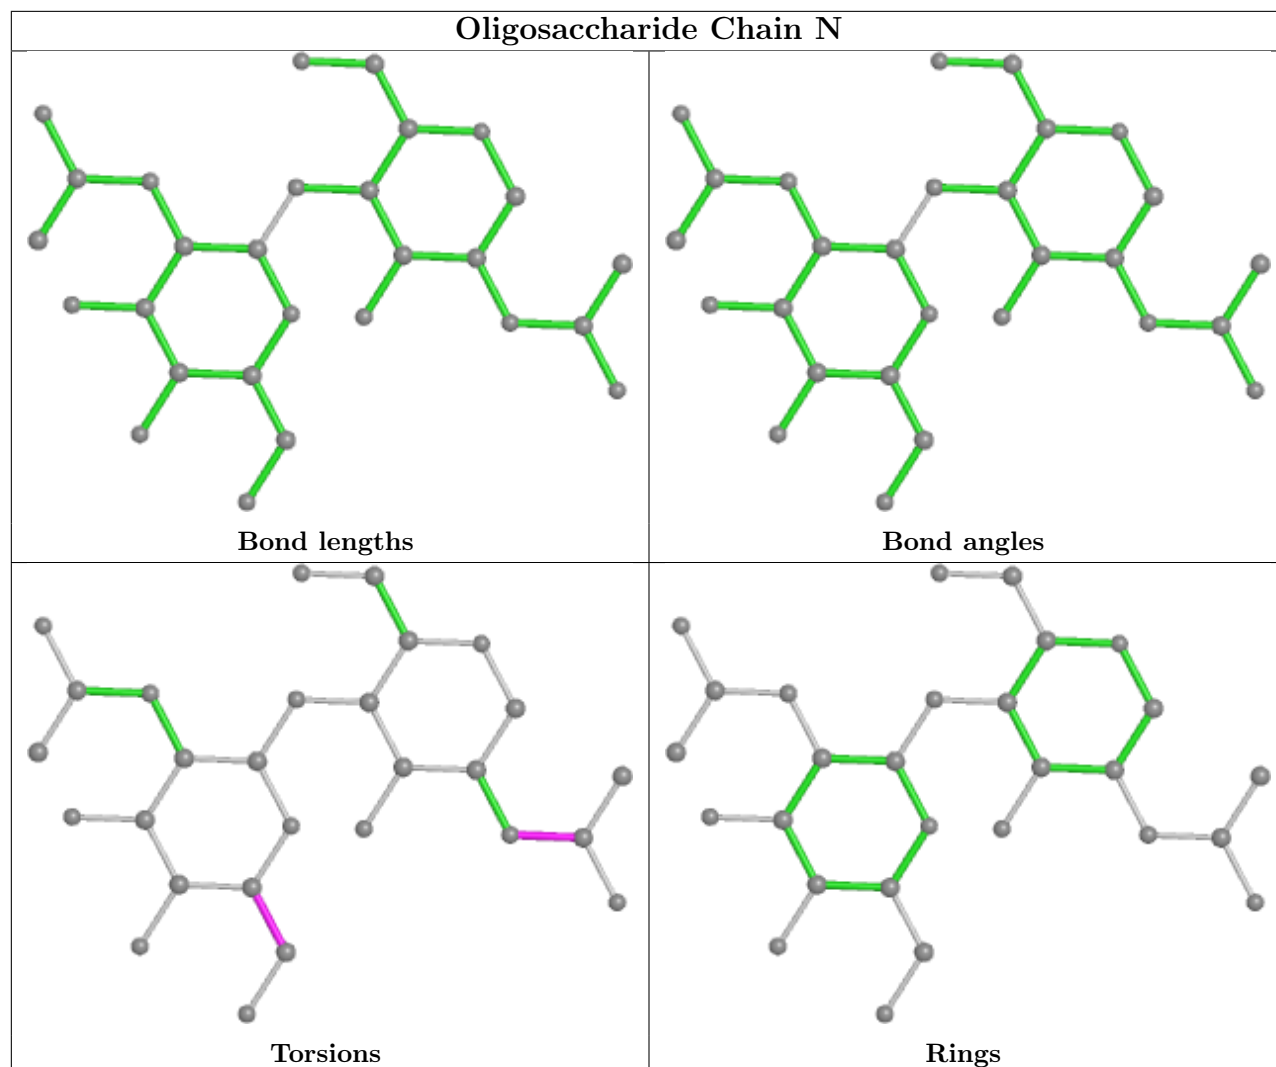 Oligosaccharide Chain N
Bond lengths
Bond angles
Torsions
Rings